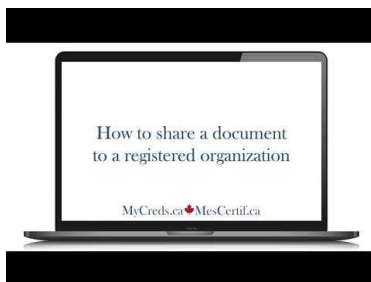 How to share a document
to a registered organization
MyCreds.ca MesCertif.ca